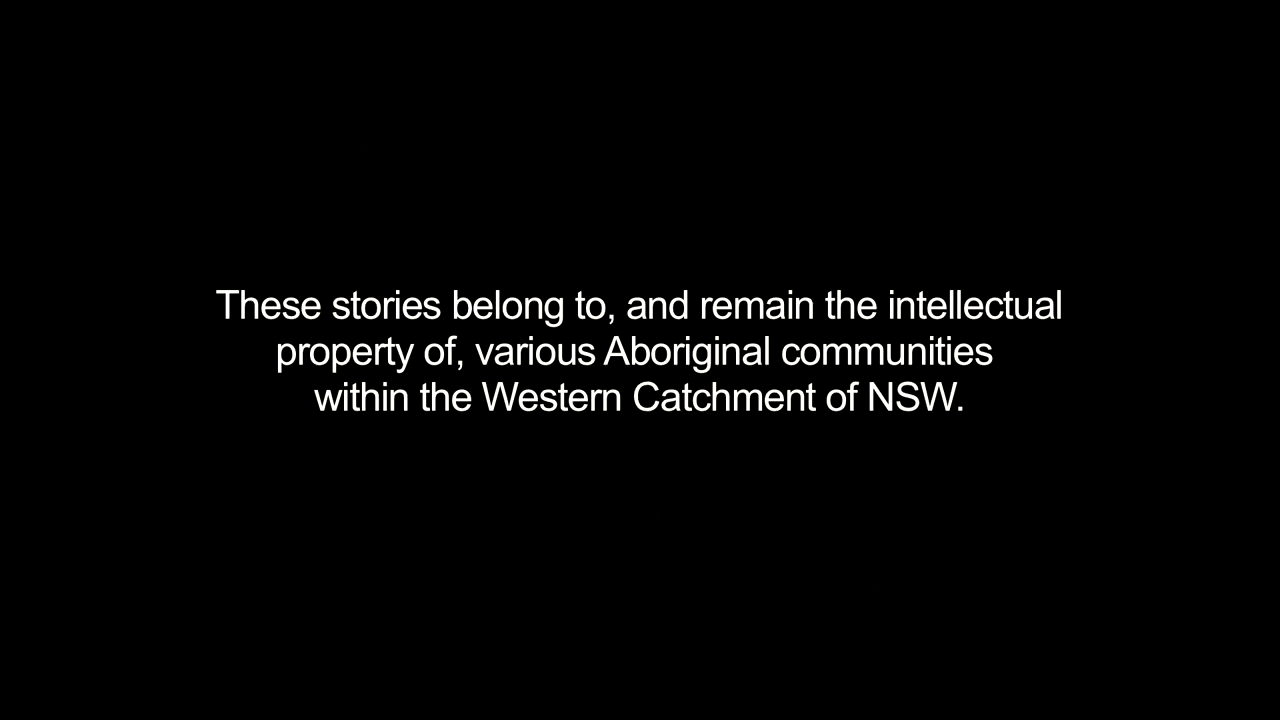 These stories belong to, and remain the intellectual
property of, various Aboriginal communities
within the Western Catchment of NSW.